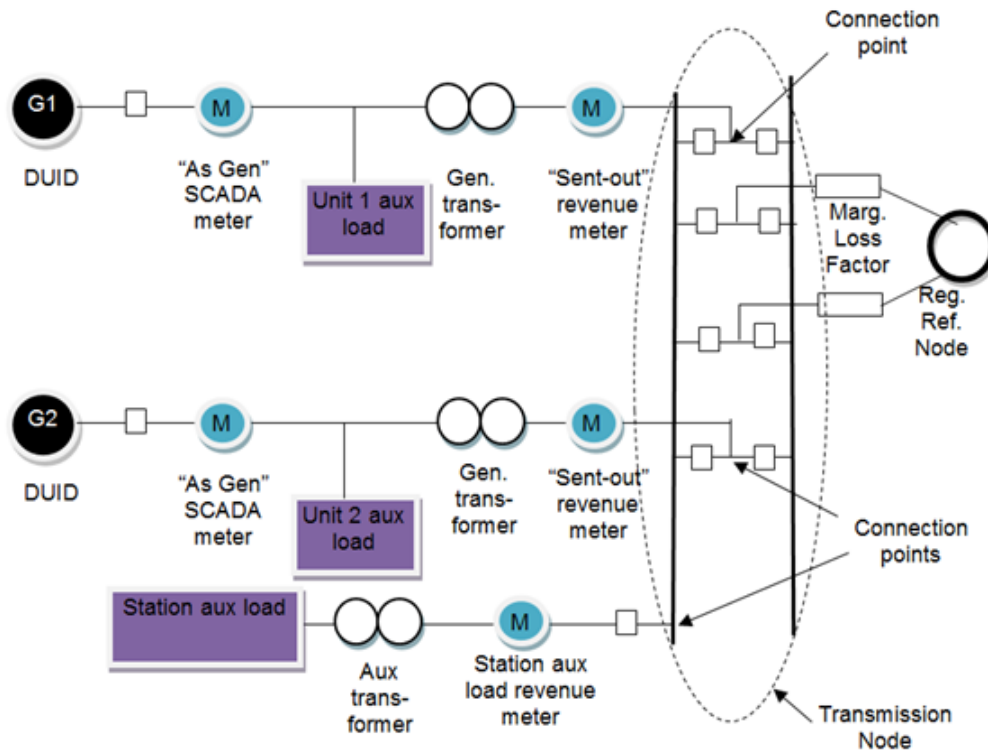 Connection
point
G1
M
M
DUID
“As Gen”
SCADA
meter
Unit 1 aux
load
Gen.
trans-
former
“Sent-out”
revenue
meter
Marg.
Loss
Factor
Reg.
Ref.
Node
G2
M
M
DUID
“As Gen”
SCADA
meter
Unit 2 aux
load
Gen.
trans-
former
“Sent-out”
revenue
meter
Connection
points
Station aux load
M
Aux
trans-
former
Station aux
load revenue
meter
Transmission
Node